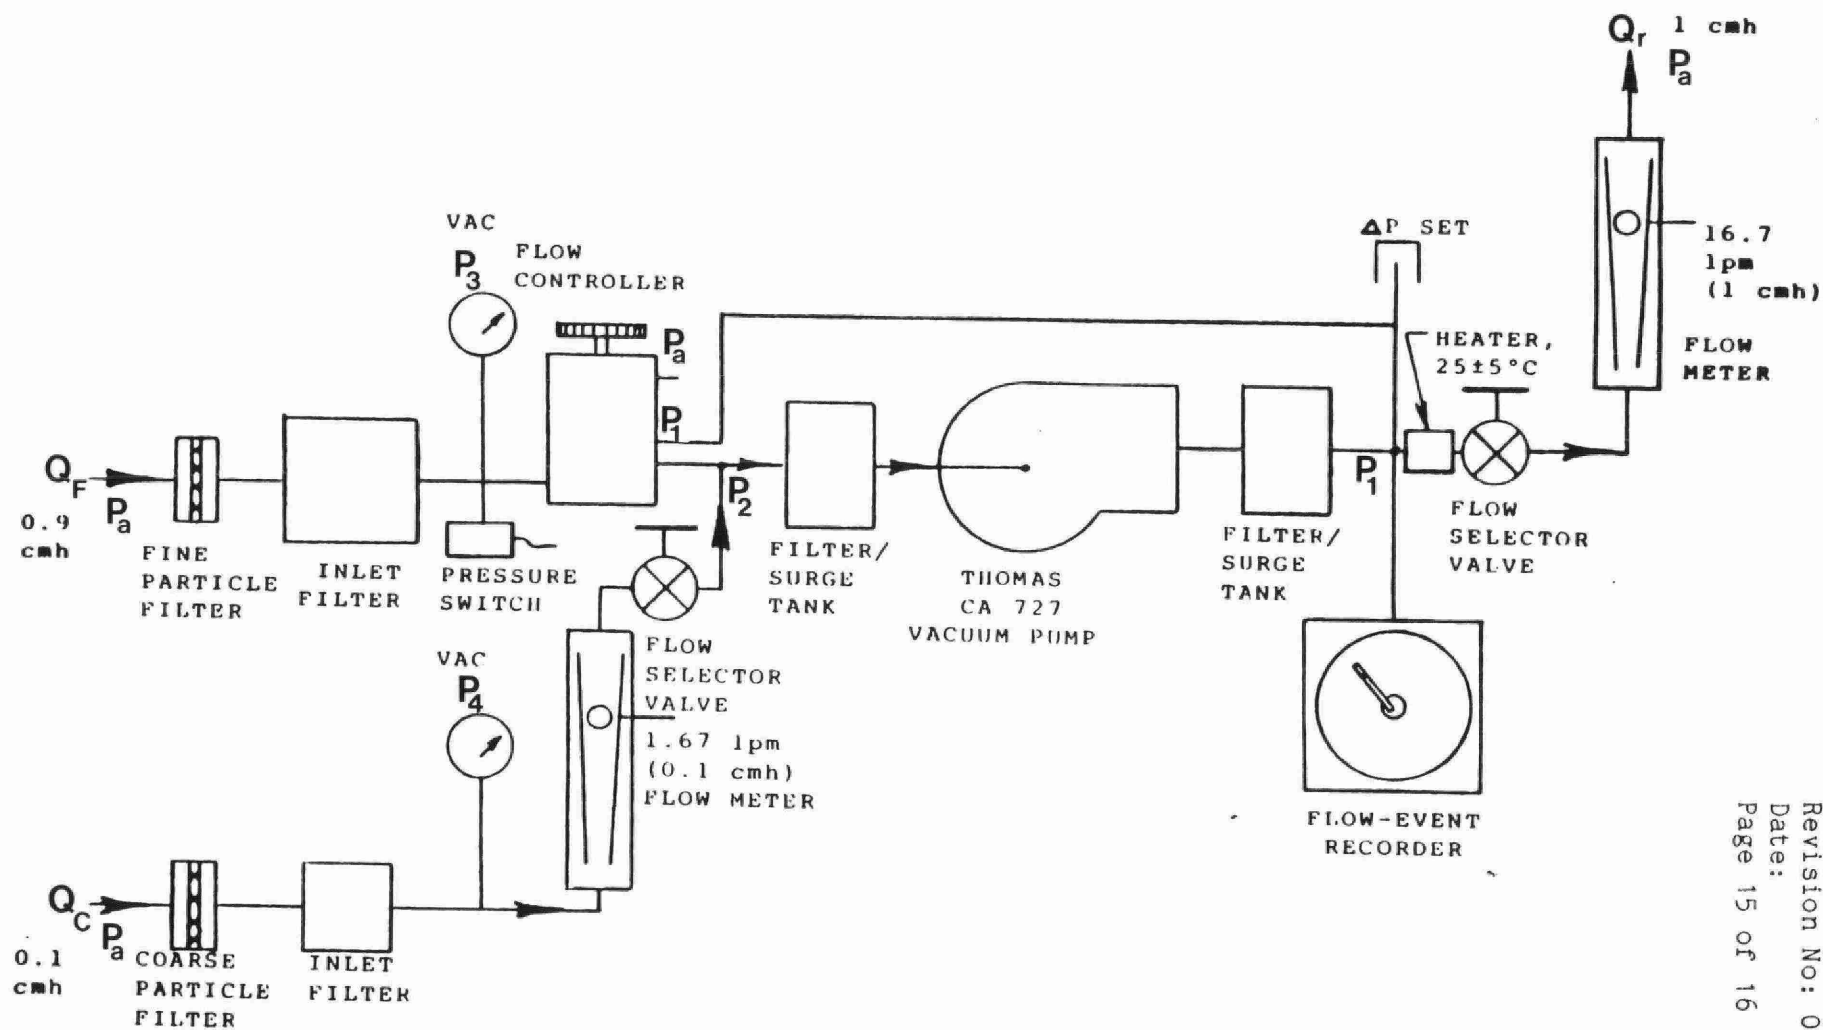 Qr 1 cmh
Pa
16.7
lpm
(1 cmh)
FLOW
METER
ΔP SET
HEATER,
25±5°C
VAC
P3
FLOW
CONTROLLER
Pa
P1
P2
QF
Pa
0.9
cmh
FINE
PARTICLE
FILTER
INLET
FILTER
PRESSURE
SWITCH
FILTER/
SURGE
TANK
THOMAS
CA 727
VACUUM PUMP
FILTER/
SURGE
TANK
P1
FLOW
SELECTOR
VALVE
VAC
P4
FLOW
SELECTOR
VALVE
1.67 lpm
(0.1 cmh)
FLOW METER
FLOW-EVENT
RECORDER
QC
Pa
0.1
cmh
COARSE
PARTICLE
FILTER
INLET
FILTER
Revision No: 0
Date:
Page 15 of 16